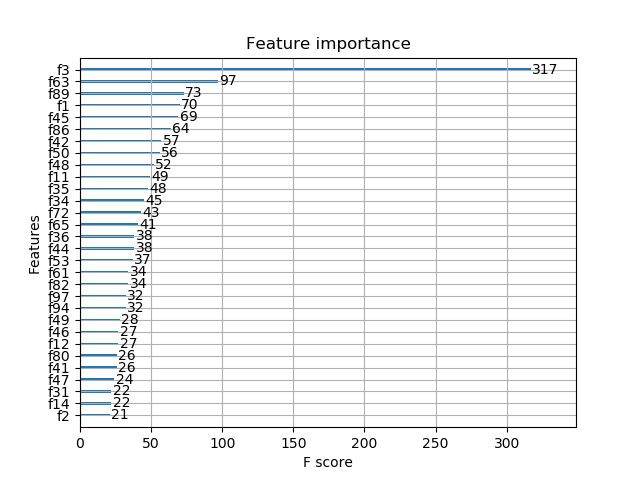 Feature importance
Features
f3 317
f63 97
f89 73
f1 70
f45 69
f86 64
f42 57
f50 56
f48 52
f11 49
f35 48
f34 45
f72 43
f65 41
f36 38
f44 38
f53 37
f61 34
f82 34
f97 32
f94 32
f49 28
f46 27
f12 27
f80 26
f41 26
f47 24
f31 22
f14 22
f2 21
0 50 100 150 200 250 300
F score